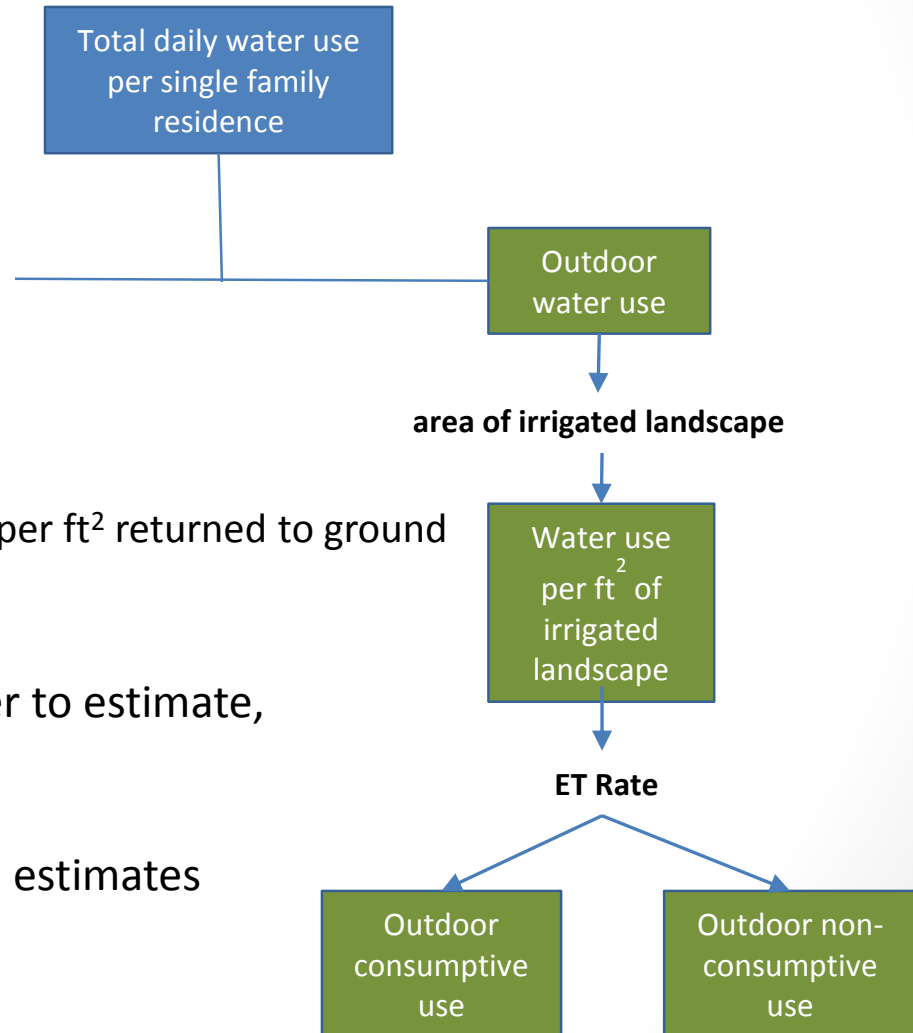 Total daily water use
per single family
residence
Outdoor
water use
area of irrigated landscape
per ft² returned to ground
Water use
per ft² of
irrigated
landscape
er to estimate,
ET Rate
estimates
Outdoor
consumptive
use
Outdoor non-
consumptive
use